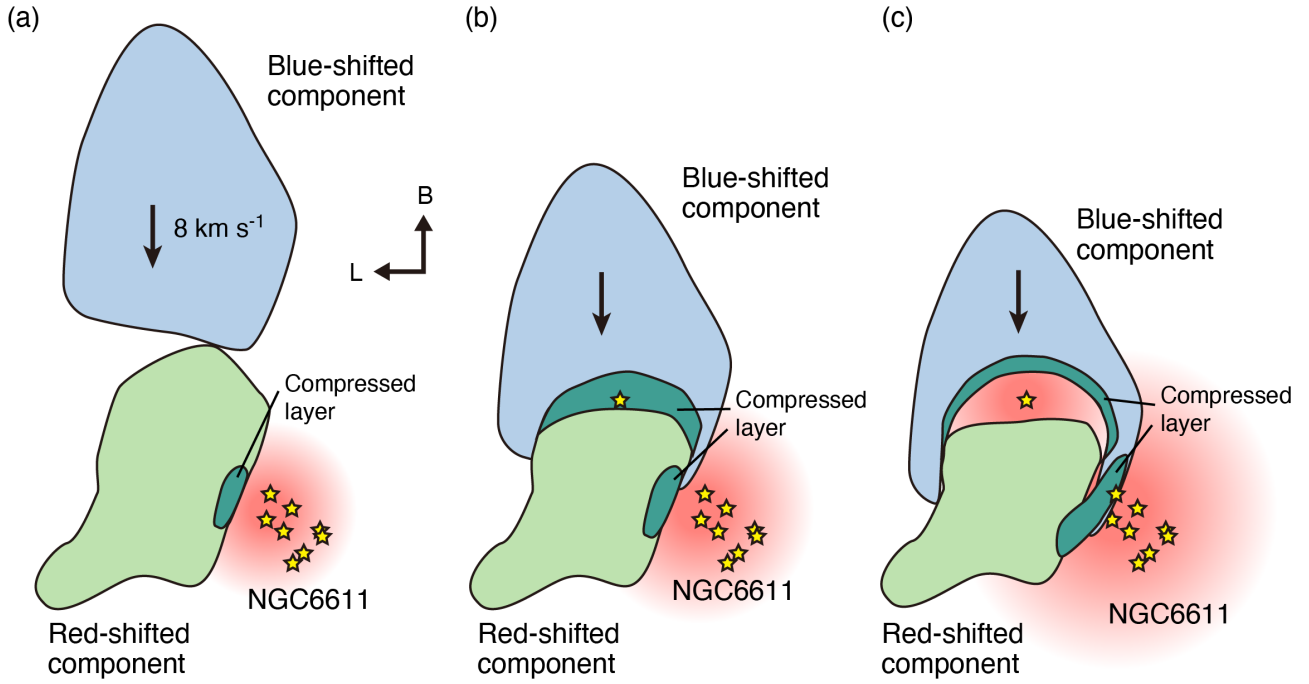 (a)
Blue-shifted
component
8 km s⁻¹
B
L
Compressed
layer
NGC6611
Red-shifted
component
(b)
Blue-shifted
component
Compressed
layer
NGC6611
Red-shifted
component
(c)
Blue-shifted
component
Compressed
layer
NGC6611
Red-shifted
component